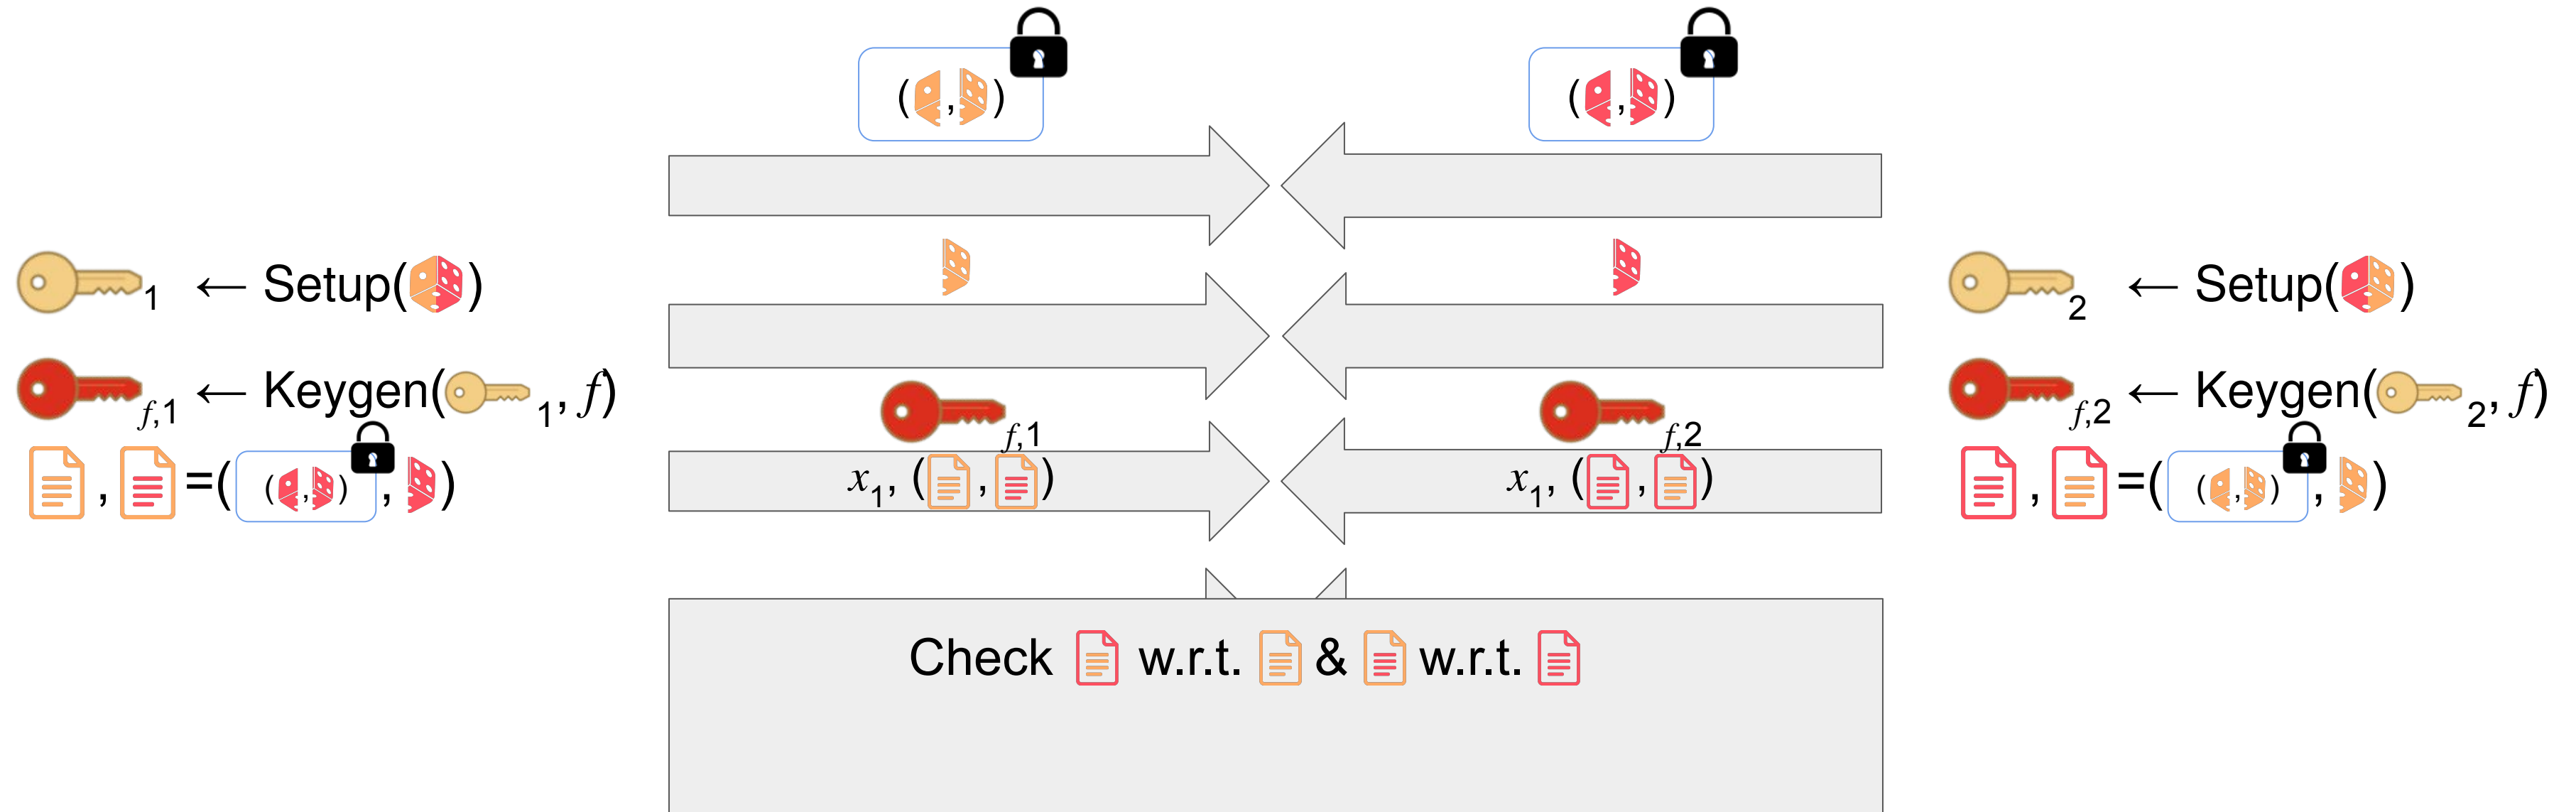 ( , ) ( , )
1 ← Setup( )
2 ← Setup( )
f,1 ← Keygen( 1, f)
f,1
f,2
f,2 ← Keygen( 2, f)
, =(( , ) , )
x1, ( , )
x1, ( , )
, =(( , ) , )
Check w.r.t. & w.r.t.